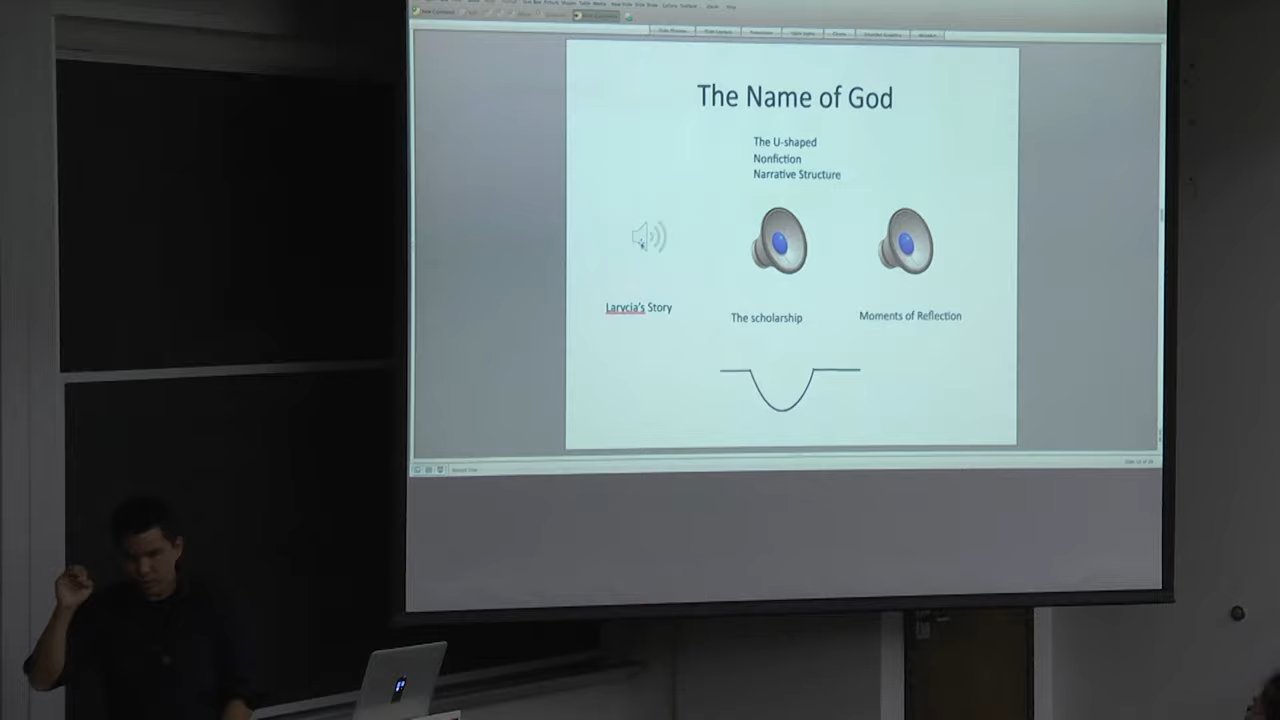 The Name of God
The U-shaped
Nonfiction
Narrative Structure
Larycia's Story
The scholarship
Moments of Reflection